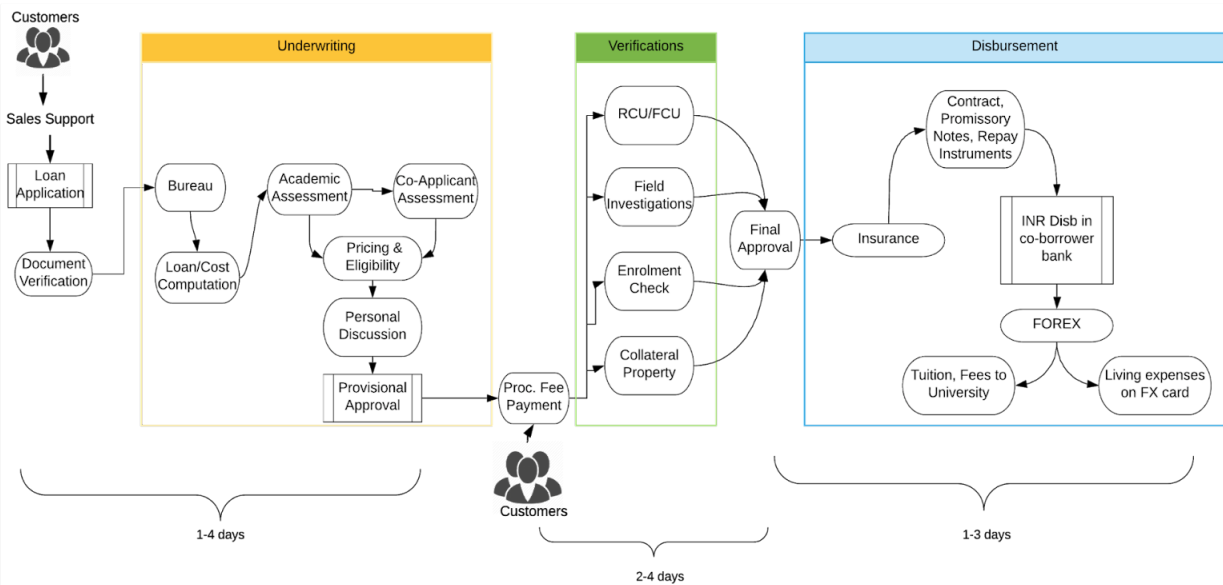 Customers
Sales Support
Loan
Application
Document
Verification
Underwriting
Bureau
Loan/Cost
Computation
Academic
Assessment
Co-Applicant
Assessment
Pricing &
Eligibility
Personal
Discussion
Provisional
Approval
Proc. Fee
Payment
Customers
Verifications
RCU/FCU
Field
Investigations
Enrolment
Check
Collateral
Property
Final
Approval
Disbursement
Insurance
Contract,
Promissory
Notes, Repay
Instruments
INR Disb in
co-borrower
bank
FOREX
Tuition, Fees to
University
Living expenses
on FX card
1-4 days
2-4 days
1-3 days